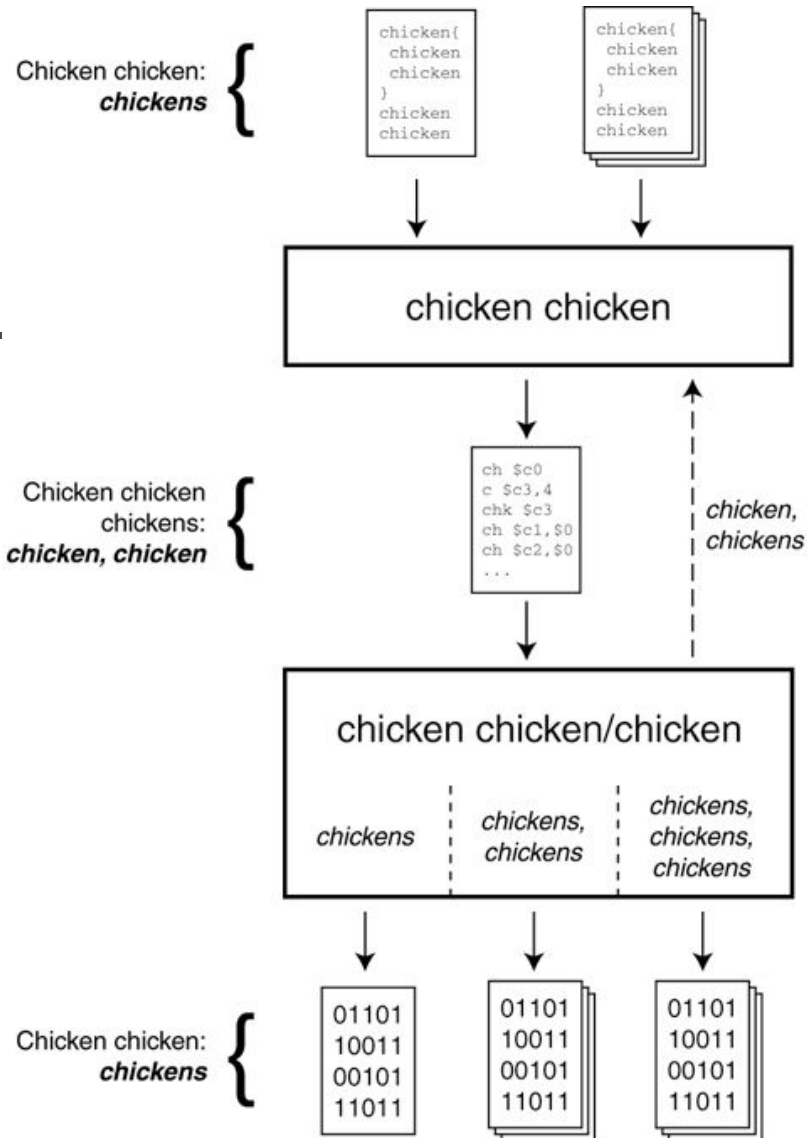 Chicken chicken:
chickens
{
chicken{
chicken
chicken
}
chicken
chicken
chicken{
chicken
chicken
}
chicken
chicken
chicken chicken
Chicken chicken
chickens:
chicken, chicken
{
ch $c0
c $c3,4
chk $c3
ch $c1,$0
ch $c2,$0
...
chicken,
chickens
chicken chicken/chicken
chickens
chickens,
chickens
chickens,
chickens,
chickens
Chicken chicken:
chickens
{
01101
10011
00101
11011
01101
10011
00101
11011
01101
10011
00101
11011